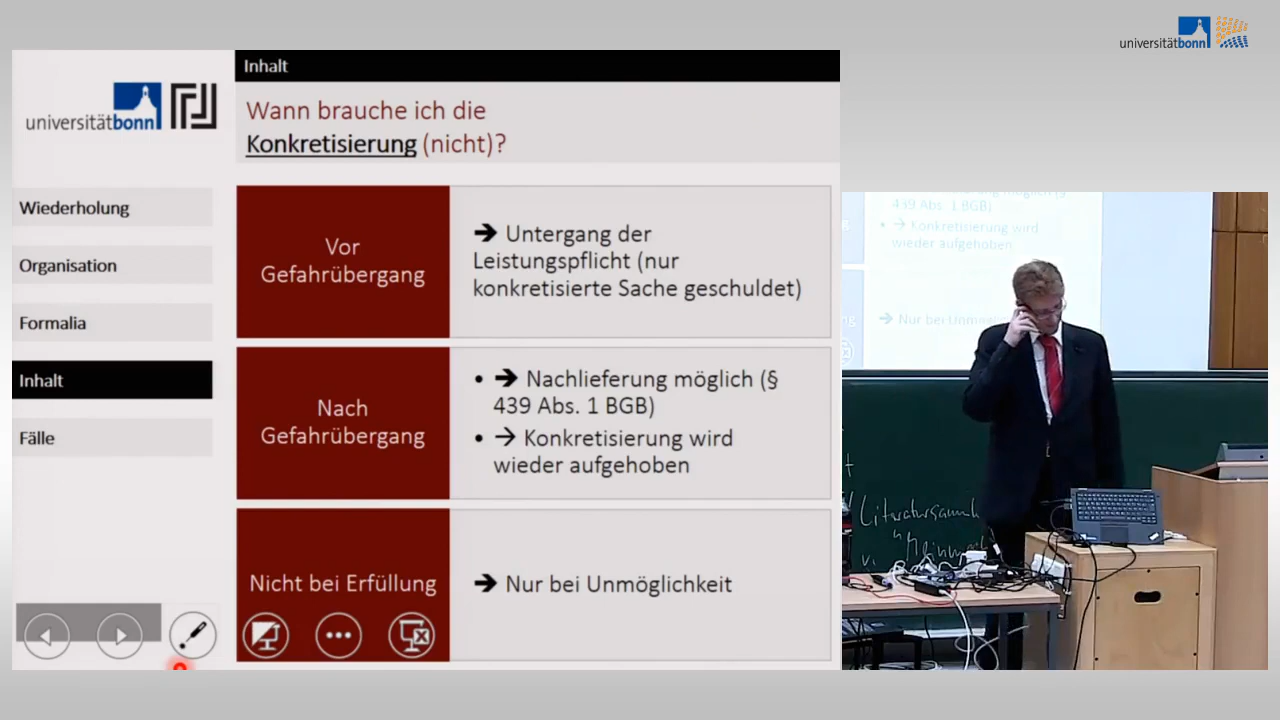 universitätbonn
universitätbonn
Inhalt
Wann brauche ich die
Konkretisierung (nicht)?
Wiederholung
Organisation
Formalia
Inhalt
Fälle
Vor
Gefahrübergang
➔ Untergang der
Leistungspflicht (nur
konkretisierte Sache geschuldet)
Nach
Gefahrübergang
• ➔ Nachlieferung möglich (§
439 Abs. 1 BGB)
• → Konkretisierung wird
wieder aufgehoben
Nicht bei Erfüllung
➔ Nur bei Unmöglichkeit
439 Abs. 1 BGB)
• → Konkretisierung wird
wieder aufgehoben
➔ Nur bei